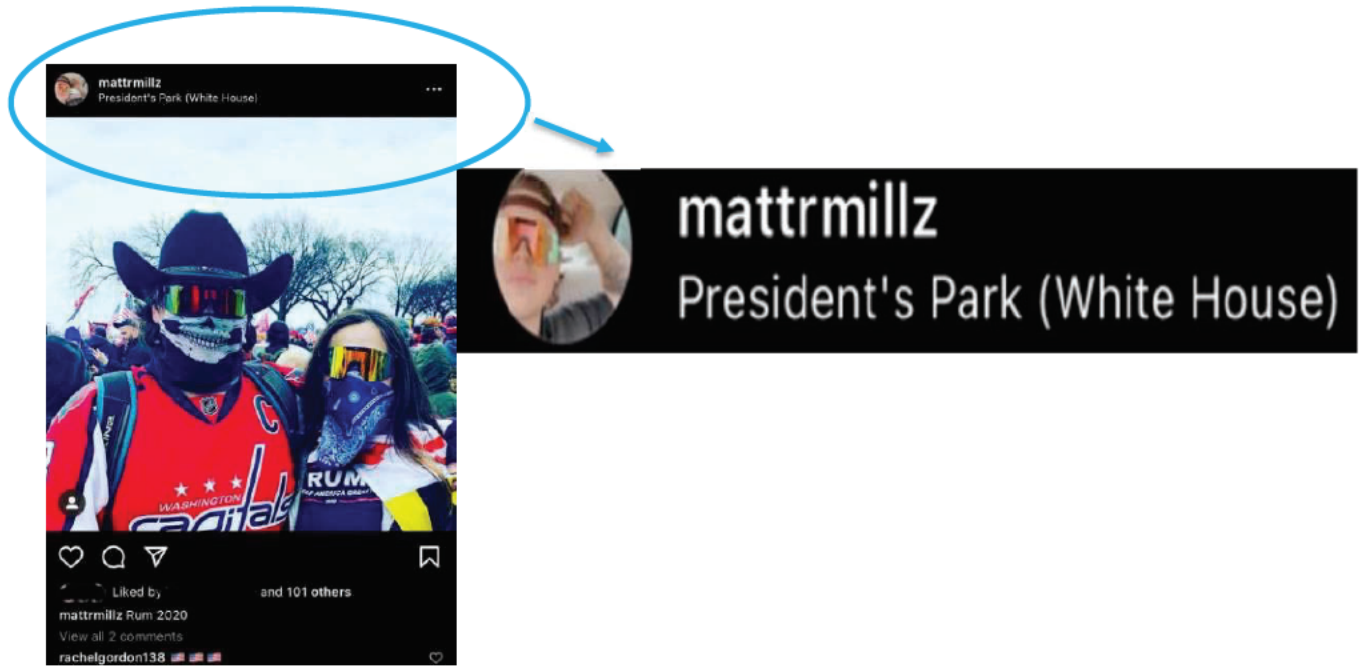 mattrmillz
President's Park (White House)
mattrmillz
President's Park (White House)
C
WASHINGTON
capitals
RUM
2020
Liked by and 101 others
mattrmillz Rum 2020
View all 2 comments
rachelgordon138 🇺🇸 🇺🇸 🇺🇸